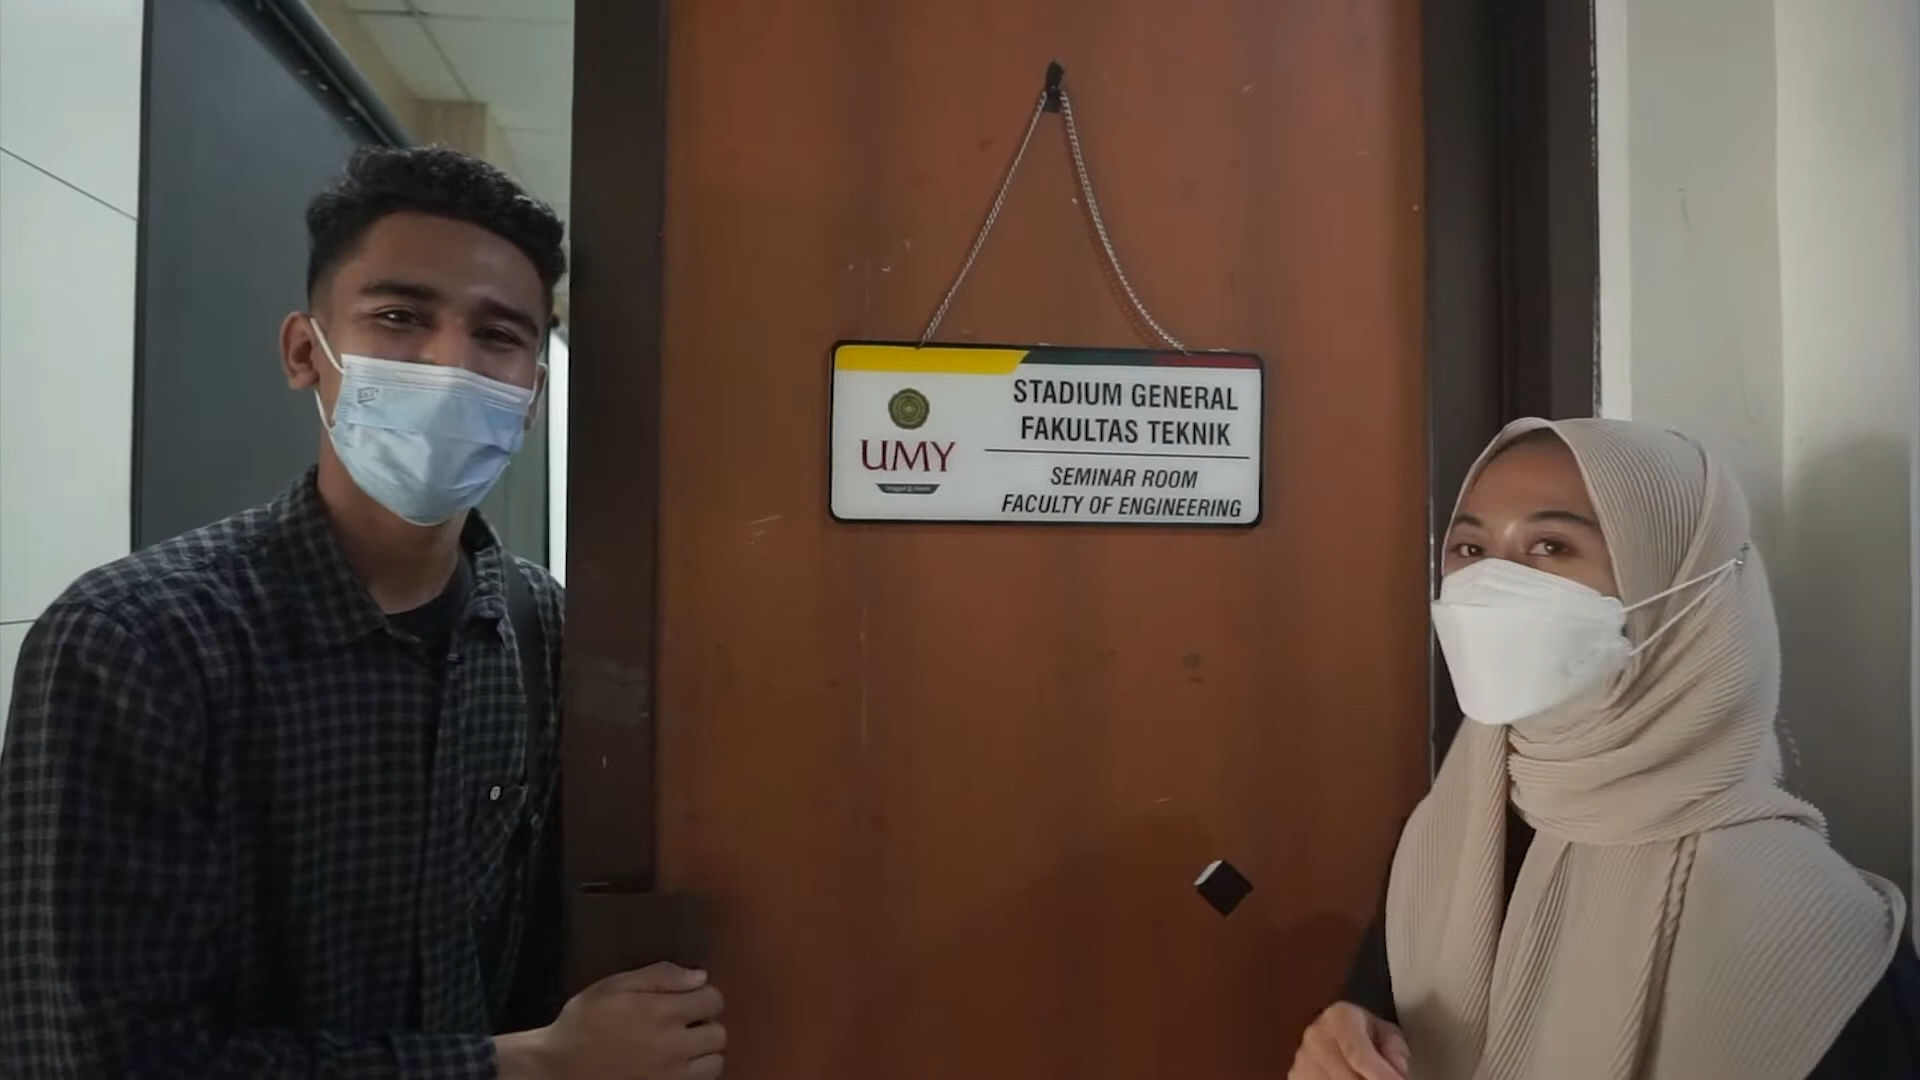 STADIUM GENERAL
FAKULTAS TEKNIK
UMY
SEMINAR ROOM
FACULTY OF ENGINEERING